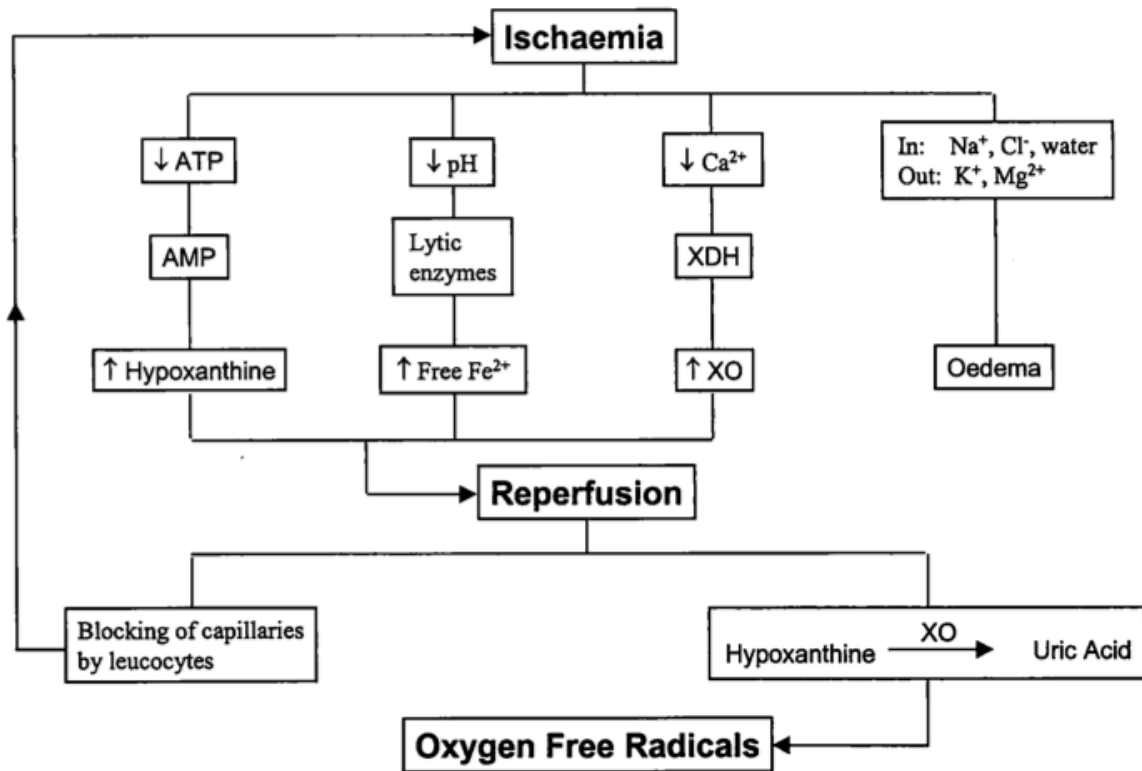 Ischaemia
↓ ATP
↓ pH
↓ Ca²⁺
In: Na⁺, Cl⁻, water
Out: K⁺, Mg²⁺
AMP
Lytic
enzymes
XDH
↑ Hypoxanthine
↑ Free Fe²⁺
↑ XO
Oedema
Reperfusion
Blocking of capillaries
by leucocytes
XO
Hypoxanthine → Uric Acid
Oxygen Free Radicals